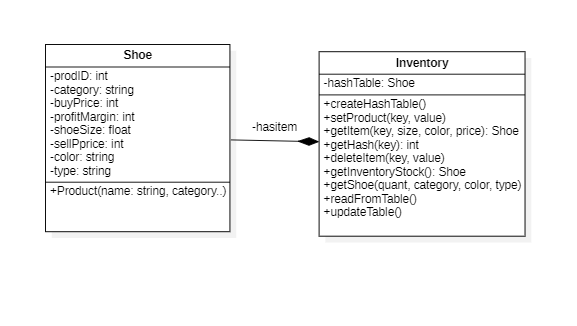 Shoe
-prodID: int
-category: string
-buyPrice: int
-profitMargin: int
-shoeSize: float
-sellPprice: int
-color: string
-type: string
+Product(name: string, category..)
-hasitem
Inventory
-hashTable: Shoe
+createHashTable()
+setProduct(key, value)
+getItem(key, size, color, price): Shoe
+getHash(key): int
+deleteItem(key, value)
+getInventoryStock(): Shoe
+getShoe(quant, category, color, type)
+readFromTable()
+updateTable()